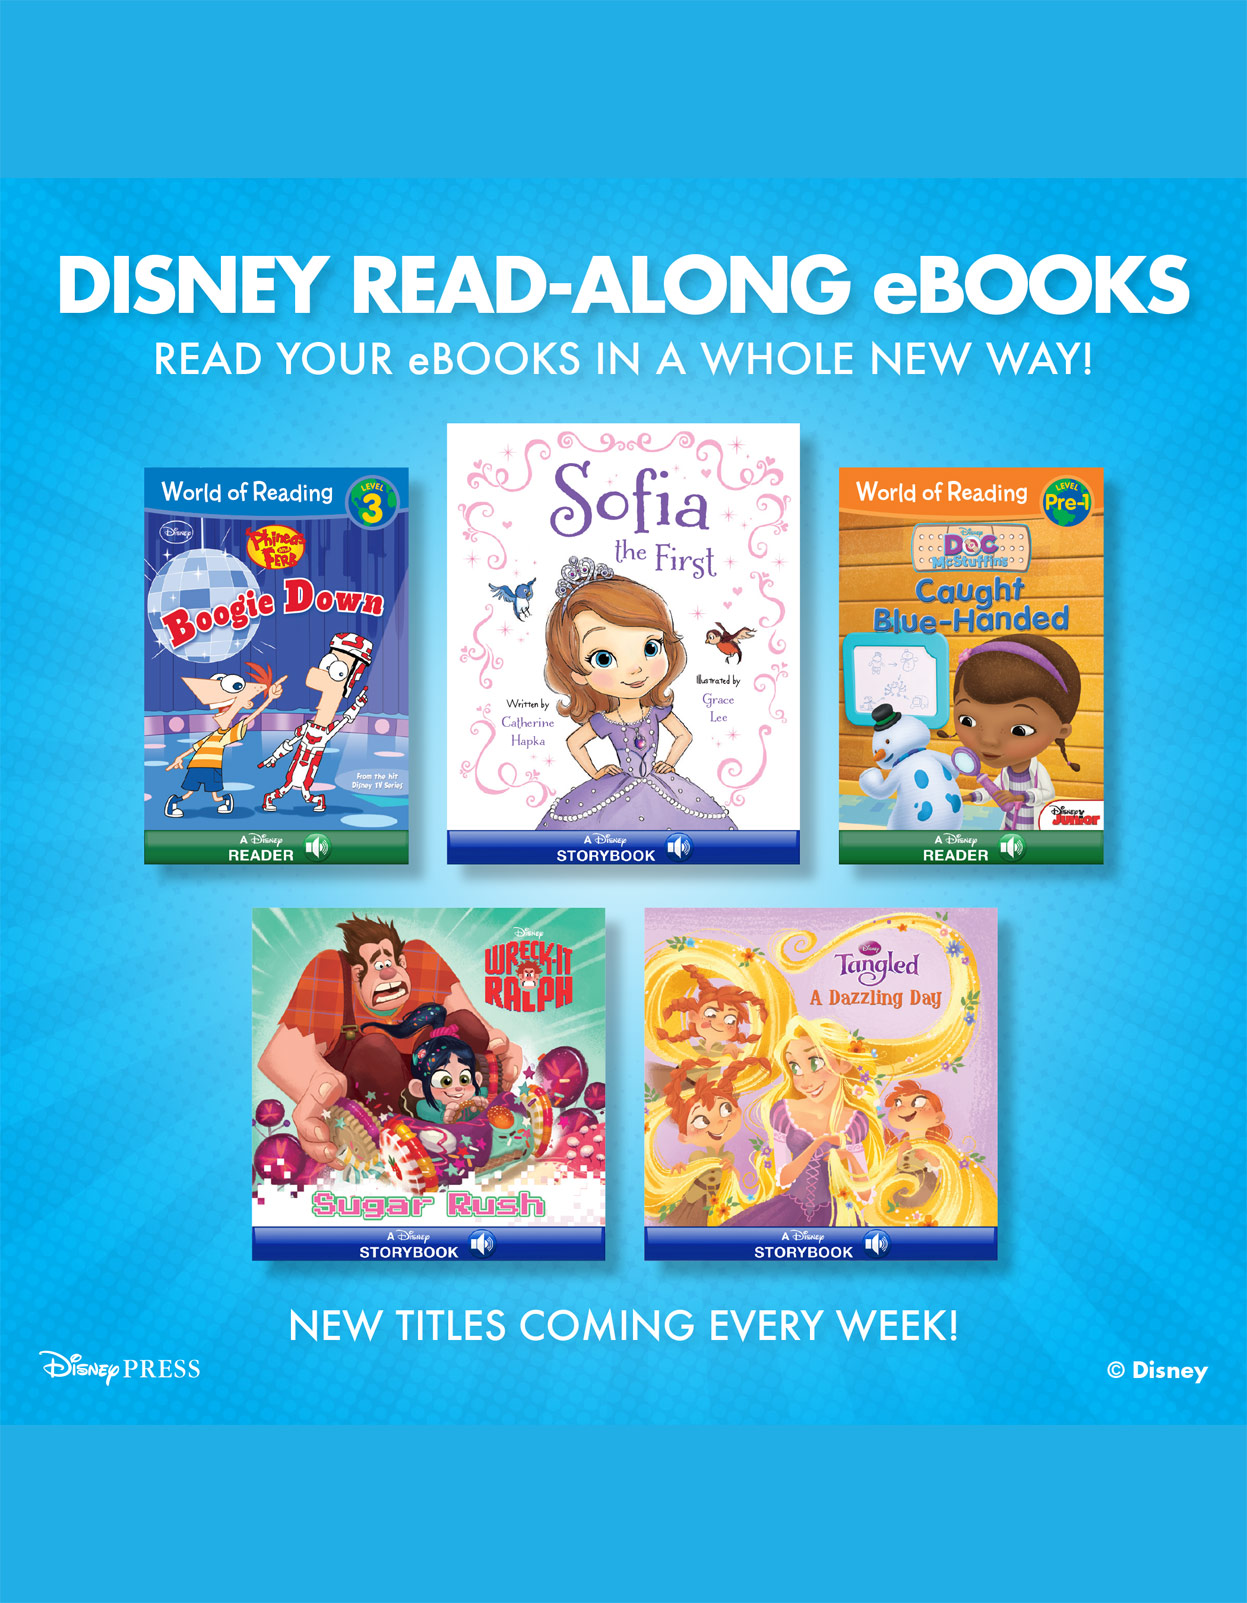 DISNEY READ-ALONG eBOOKS
READ YOUR eBOOKS IN A WHOLE NEW WAY!
World of Reading
LEVEL
3
Disney
Phineas
and
Ferb
Boogie Down
From the hit
Disney TV Series
A Disney
READER
Sofia
the First
Written by
Catherine
Hapka
Illustrated by
Grace
Lee
A Disney
STORYBOOK
World of Reading
LEVEL
Pre-1
Disney
DOC
McStuffins
Caught
Blue-Handed
Disney
JUNIOR
A Disney
READER
Disney
WRECK-IT
RALPH
Sugar Rush
A Disney
STORYBOOK
Disney
Tangled
A DAZZLING DAY
A Disney
STORYBOOK
NEW TITLES COMING EVERY WEEK!
Disney PRESS
© Disney